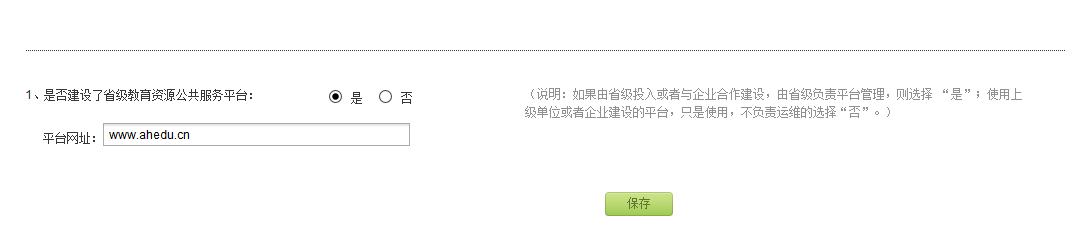 1、是否建设了省级教育资源公共服务平台： 是 否
（说明：如果由省级投入或者与企业合作建设，由省级负责平台管理，则选择 “是”；使用上
级单位或者企业建设的平台，只是使用，不负责运维的选择“否”。）
平台网址： www.ahedu.cn
保存